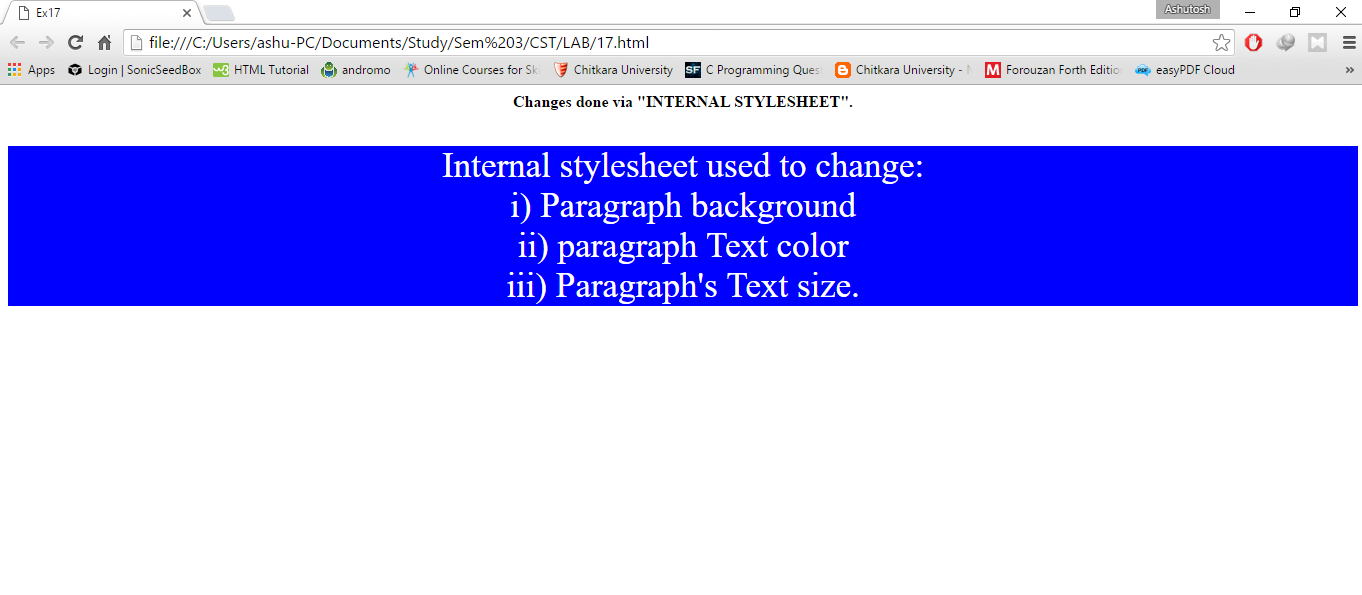 Ex17
Ashutosh
file:///C:/Users/ashu-PC/Documents/Study/Sem%203/CST/LAB/17.html
Apps Login | SonicSeedBox HTML Tutorial andromo Online Courses for Sk Chitkara University C Programming Ques Chitkara University - Forouzan Forth Editio easyPDF Cloud
Changes done via "INTERNAL STYLESHEET".
Internal stylesheet used to change:
i) Paragraph background
ii) paragraph Text color
iii) Paragraph's Text size.